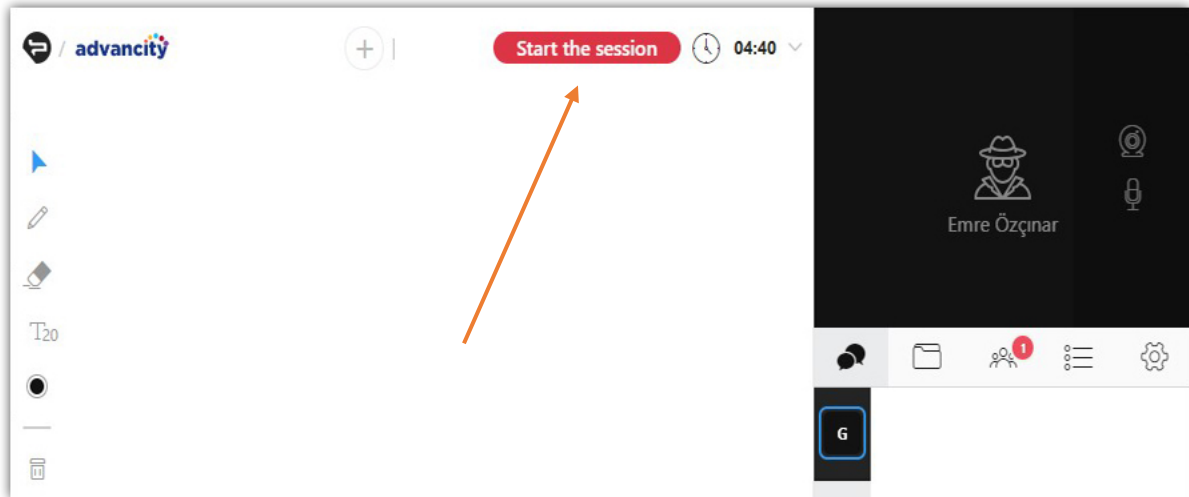 / advancity
Start the session
04:40
Emre Özçınar
T20
1
G